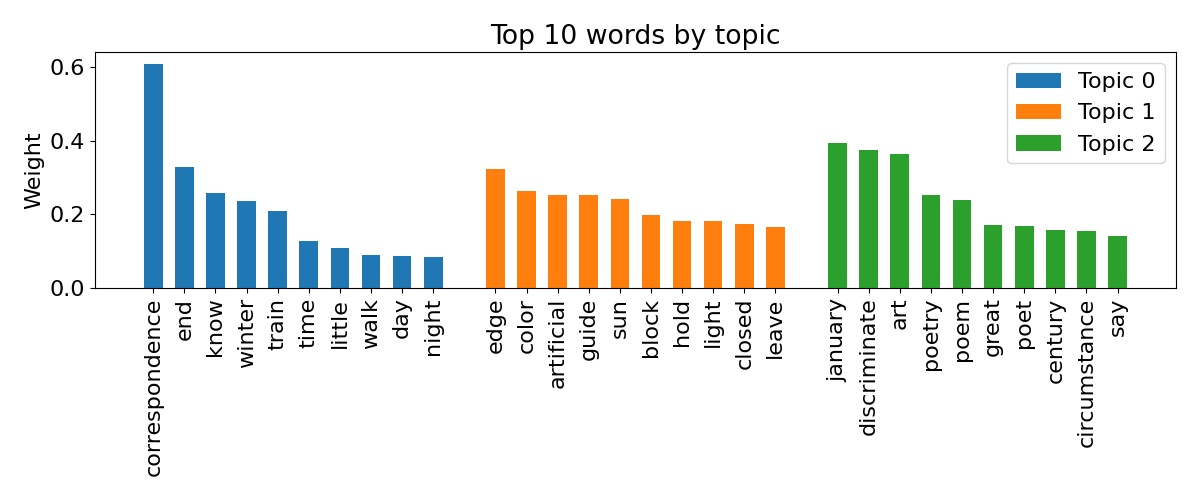 Top 10 words by topic
Weight
0.6
0.4
0.2
0.0
Topic 0
Topic 1
Topic 2
correspondence
end
know
winter
train
time
little
walk
day
night
edge
color
artificial
guide
sun
block
hold
light
closed
leave
january
discriminate
art
poetry
poem
great
poet
century
circumstance
say